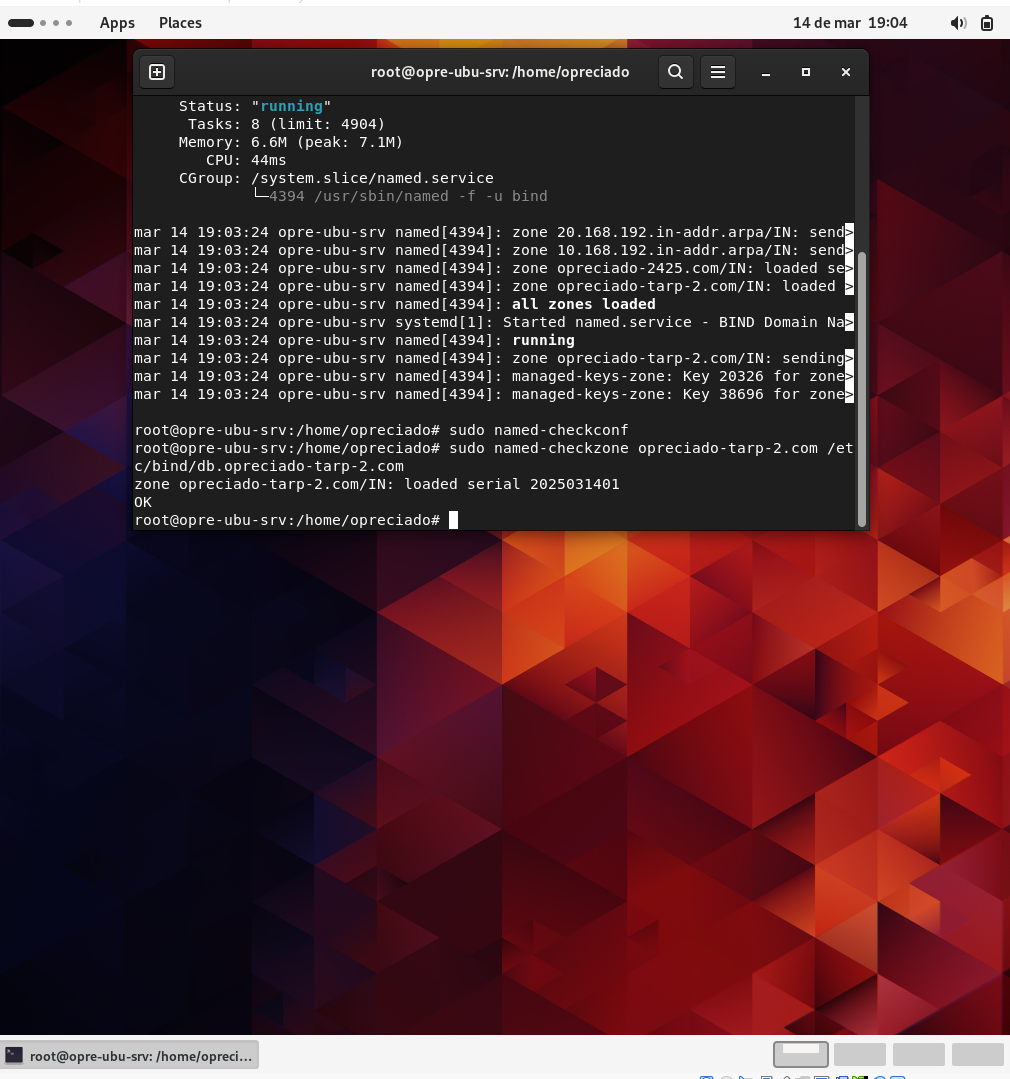 Apps Places 14 de mar 19:04
root@opre-ubu-srv: /home/opreciado
Status: "running"
Tasks: 8 (limit: 4904)
Memory: 6.6M (peak: 7.1M)
CPU: 44ms
CGroup: /system.slice/named.service
└─4394 /usr/sbin/named -f -u bind
mar 14 19:03:24 opre-ubu-srv named[4394]: zone 20.168.192.in-addr.arpa/IN: send>
mar 14 19:03:24 opre-ubu-srv named[4394]: zone 10.168.192.in-addr.arpa/IN: send>
mar 14 19:03:24 opre-ubu-srv named[4394]: zone opreciado-2425.com/IN: loaded se>
mar 14 19:03:24 opre-ubu-srv named[4394]: zone opreciado-tarp-2.com/IN: loaded >
mar 14 19:03:24 opre-ubu-srv named[4394]: all zones loaded
mar 14 19:03:24 opre-ubu-srv systemd[1]: Started named.service - BIND Domain Na>
mar 14 19:03:24 opre-ubu-srv named[4394]: running
mar 14 19:03:24 opre-ubu-srv named[4394]: zone opreciado-tarp-2.com/IN: sending>
mar 14 19:03:24 opre-ubu-srv named[4394]: managed-keys-zone: Key 20326 for zone>
mar 14 19:03:24 opre-ubu-srv named[4394]: managed-keys-zone: Key 38696 for zone>
root@opre-ubu-srv:/home/opreciado# sudo named-checkconf
root@opre-ubu-srv:/home/opreciado# sudo named-checkzone opreciado-tarp-2.com /et
c/bind/db.opreciado-tarp-2.com
zone opreciado-tarp-2.com/IN: loaded serial 2025031401
OK
root@opre-ubu-srv:/home/opreciado#
root@opre-ubu-srv: /home/opreci...